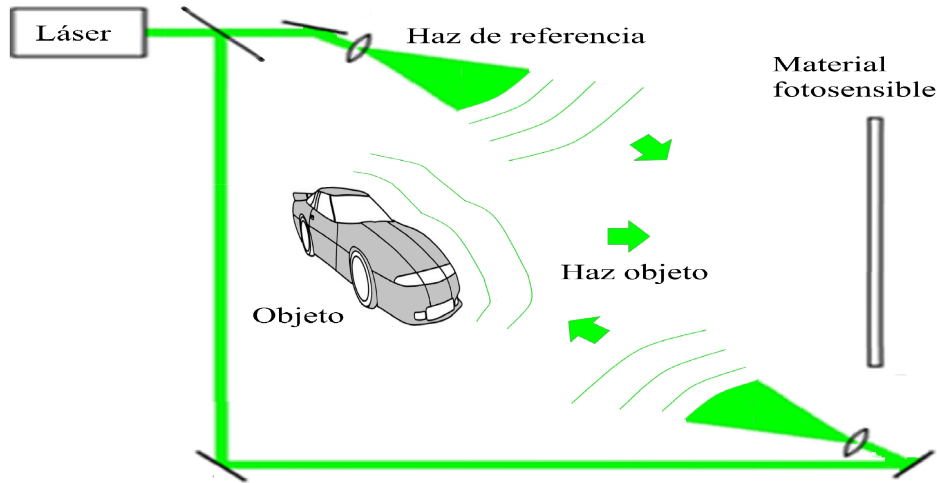 Láser
Haz de referencia
Material
fotosensible
Haz objeto
Objeto